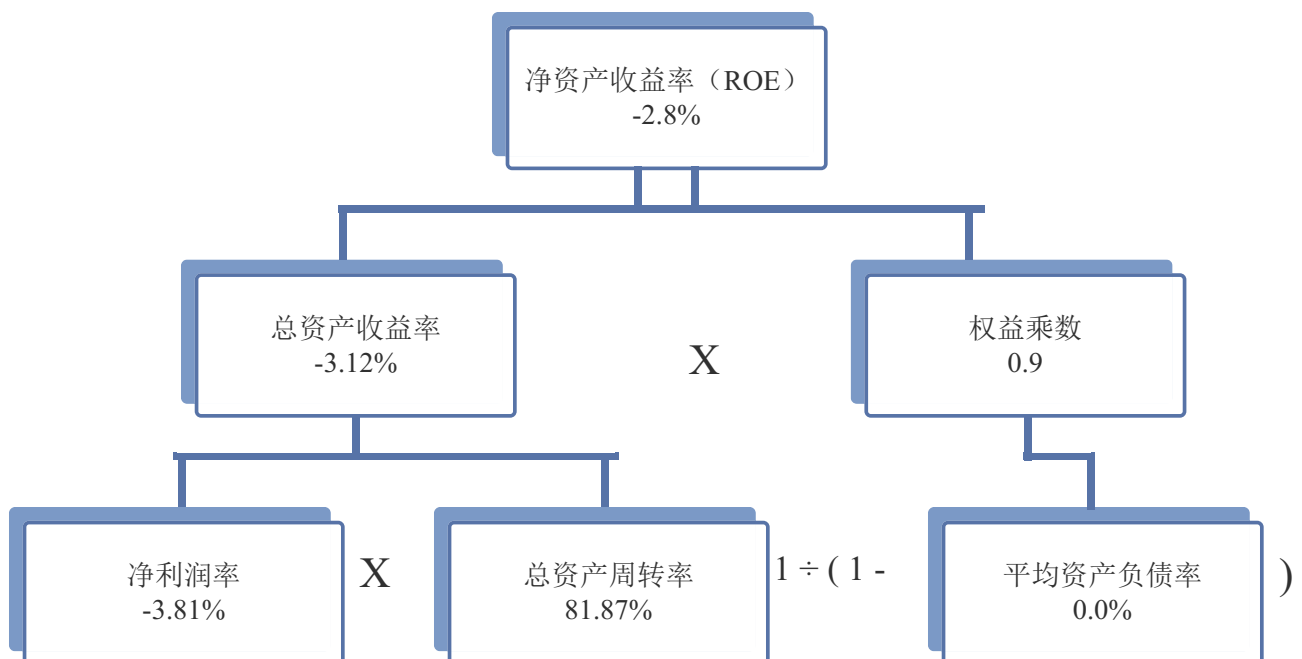 净资产收益率（ROE）
-2.8%
总资产收益率
-3.12%
X
权益乘数
0.9
净利润率
-3.81%
X
总资产周转率
81.87%
1 ÷ ( 1 -
平均资产负债率
0.0%
)